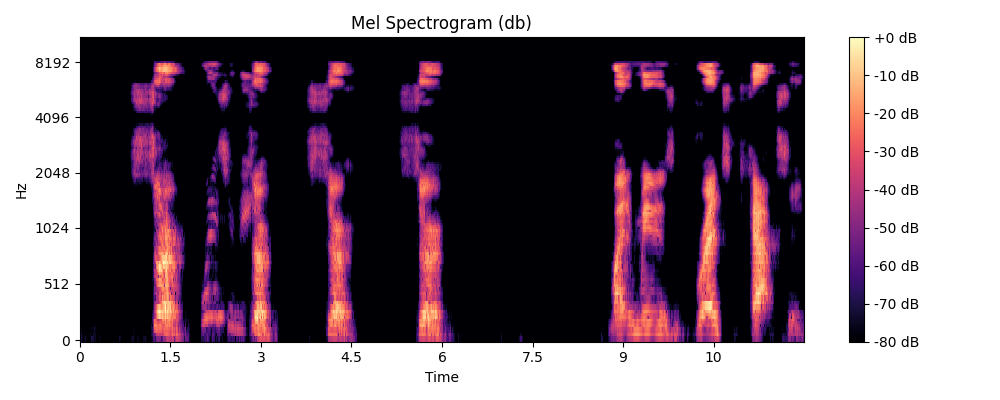 Mel Spectrogram (db)
8192
4096
2048
1024
512
0
Hz
0 1.5 3 4.5 6 7.5 9 10
Time
+0 dB
-10 dB
-20 dB
-30 dB
-40 dB
-50 dB
-60 dB
-70 dB
-80 dB